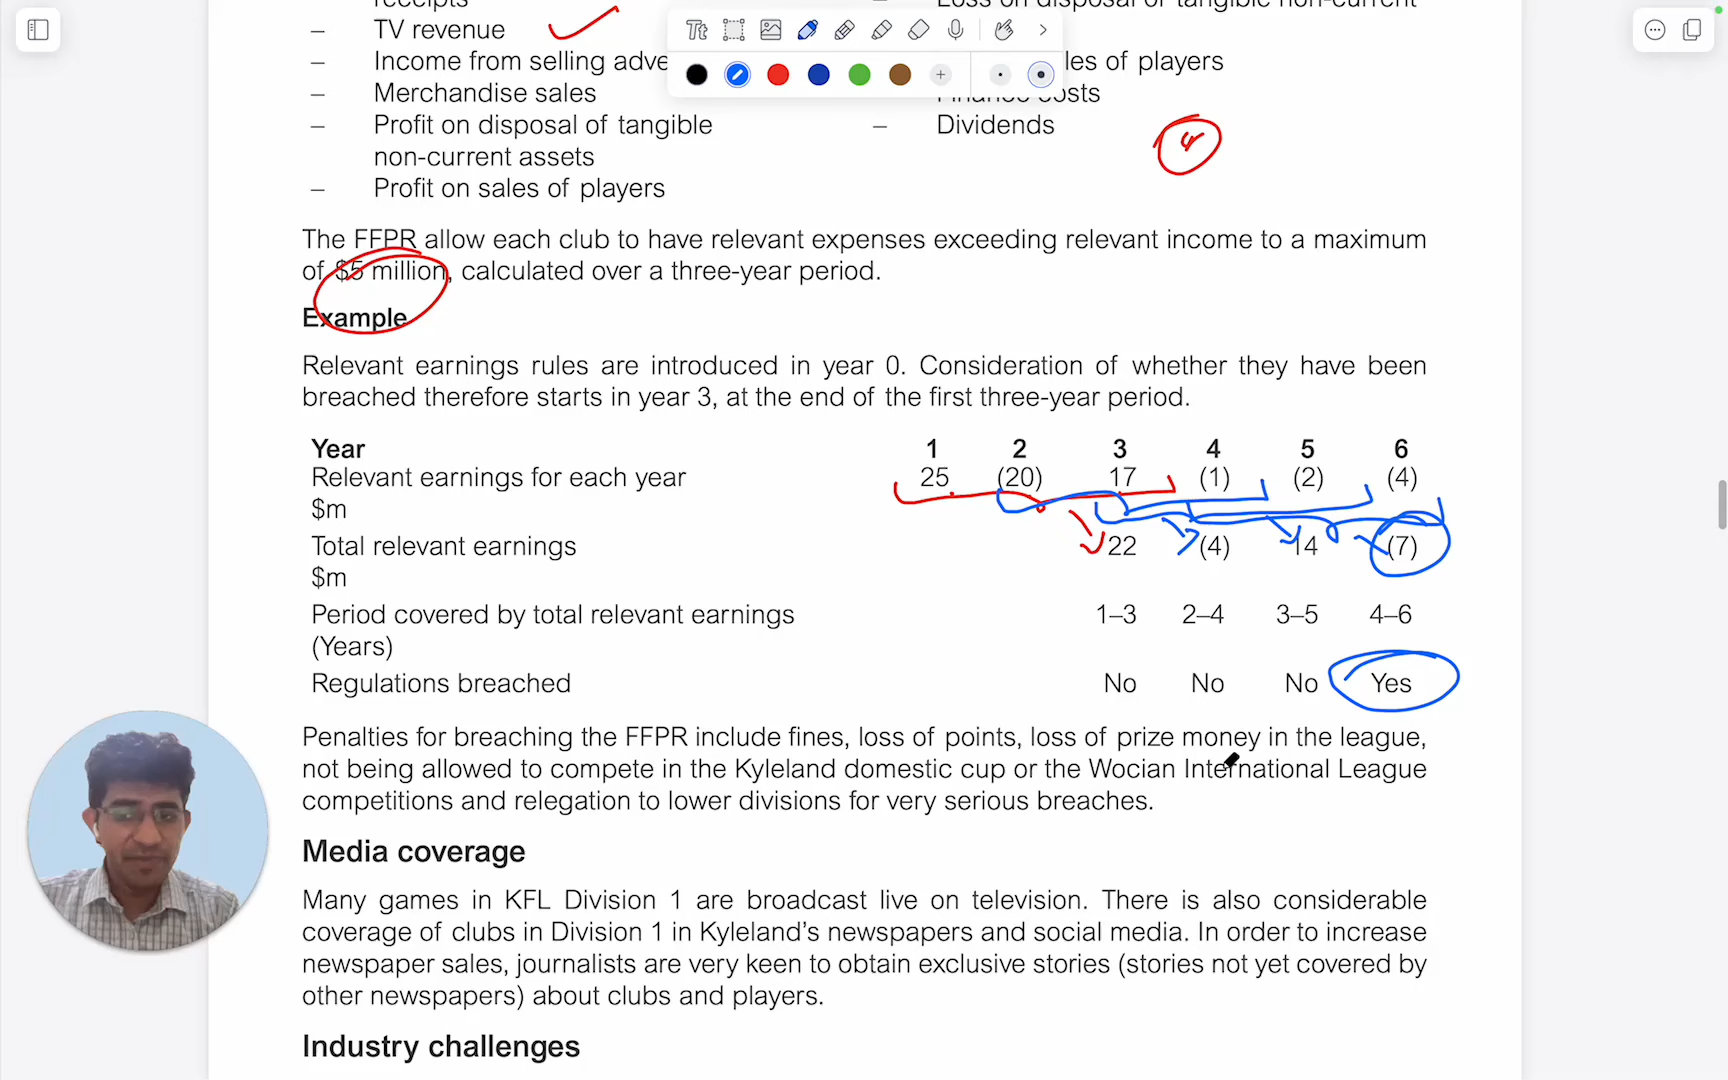 receipts
– Loss on disposal of tangible non-current
– TV revenue
– Income from selling adve
les of players
– Merchandise sales
Finance costs
– Profit on disposal of tangible
non-current assets
– Dividends
– Profit on sales of players
The FFPR allow each club to have relevant expenses exceeding relevant income to a maximum
of $5 million, calculated over a three-year period.
Example
Relevant earnings rules are introduced in year 0. Consideration of whether they have been
breached therefore starts in year 3, at the end of the first three-year period.
Year 1 2 3 4 5 6
Relevant earnings for each year 25 (20) 17 (1) (2) (4)
$m
Total relevant earnings 22 (4) 14 (7)
$m
Period covered by total relevant earnings 1–3 2–4 3–5 4–6
(Years)
Regulations breached No No No Yes
Penalties for breaching the FFPR include fines, loss of points, loss of prize money in the league,
not being allowed to compete in the Kyleland domestic cup or the Wocian International League
competitions and relegation to lower divisions for very serious breaches.
Media coverage
Many games in KFL Division 1 are broadcast live on television. There is also considerable
coverage of clubs in Division 1 in Kyleland’s newspapers and social media. In order to increase
newspaper sales, journalists are very keen to obtain exclusive stories (stories not yet covered by
other newspapers) about clubs and players.
Industry challenges